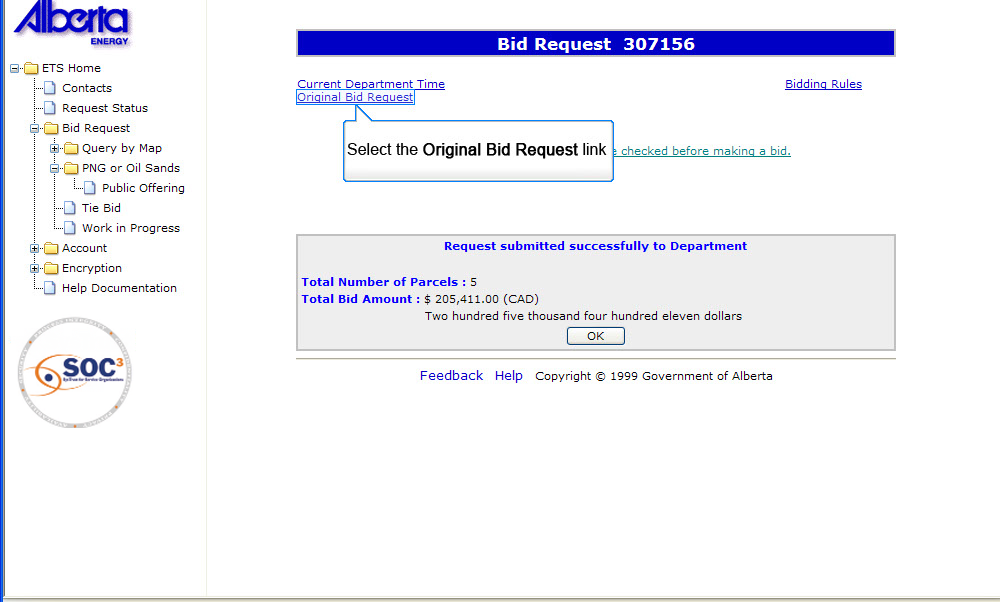 Alberta
ENERGY
ETS Home
Contacts
Request Status
Bid Request
Query by Map
PNG or Oil Sands
Public Offering
Tie Bid
Work in Progress
Account
Encryption
Help Documentation
SOC3
Bid Request 307156
Current Department Time
Bidding Rules
Original Bid Request
Select the Original Bid Request link
checked before making a bid.
Request submitted successfully to Department
Total Number of Parcels : 5
Total Bid Amount : $ 205,411.00 (CAD)
Two hundred five thousand four hundred eleven dollars
OK
Feedback Help Copyright © 1999 Government of Alberta